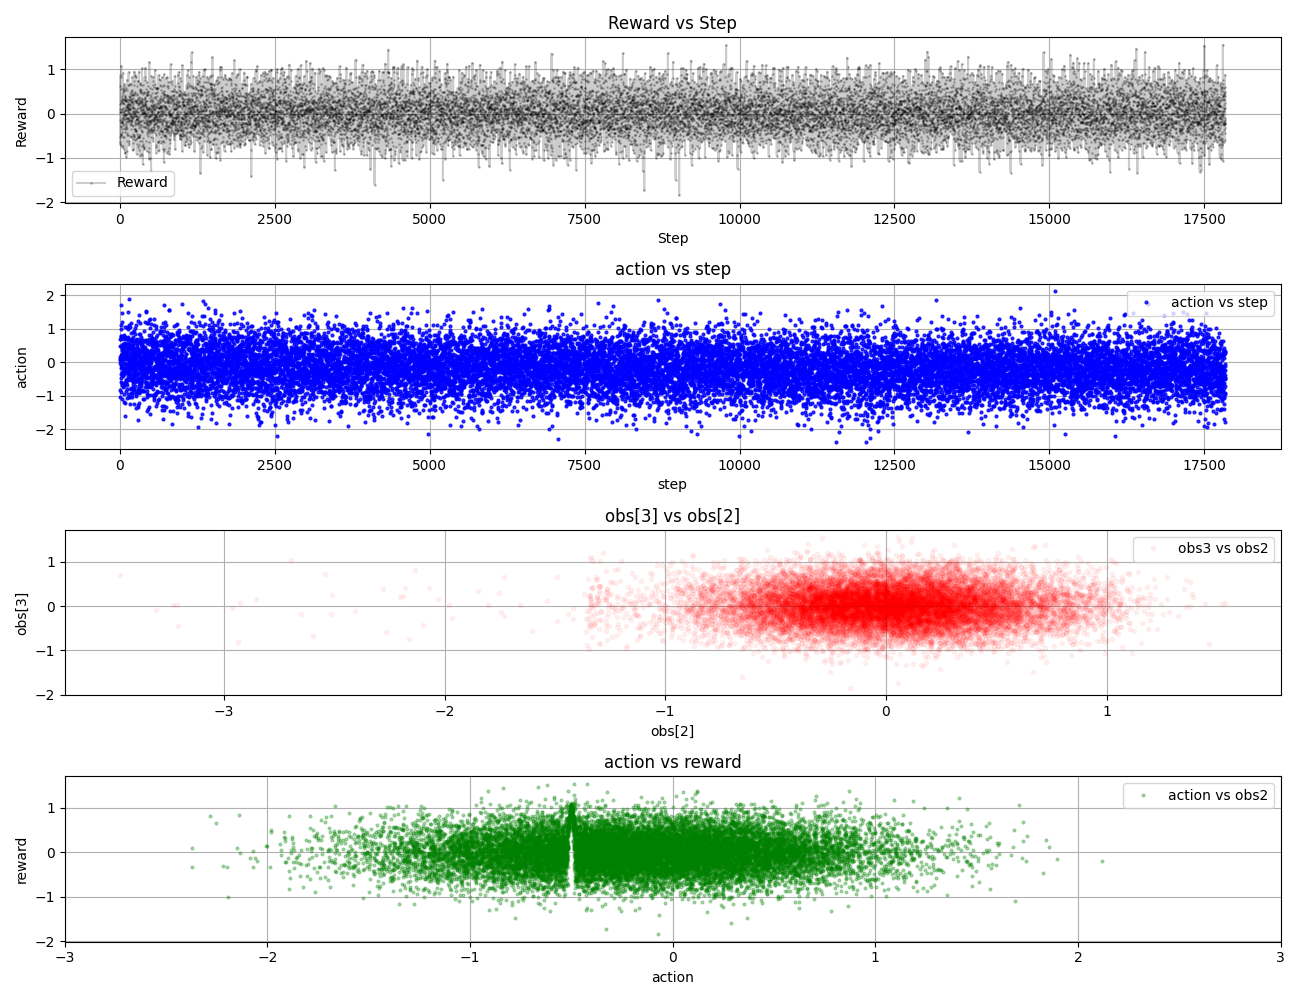 Reward vs Step
Reward
1
0
−1
−2
Reward
0 2500 5000 7500 10000 12500 15000 17500
Step
action vs step
action
2
1
0
−1
−2
action vs step
0 2500 5000 7500 10000 12500 15000 17500
step
obs[3] vs obs[2]
obs[3]
1
0
−1
−2
obs3 vs obs2
−3 −2 −1 0 1
obs[2]
action vs reward
reward
1
0
−1
−2
action vs obs2
−3 −2 −1 0 1 2 3
action